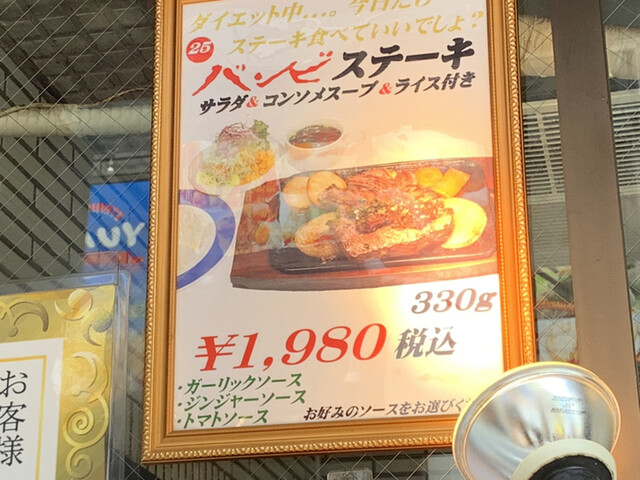 ダイエット中…。今日だけ
ステーキ食べていいでしょ?
25
バンビステーキ
サラダ&コンソメスープ&ライス付き
330g
¥1,980 税込
・ガーリックソース
・ジンジャーソース
・トマトソース
お好みのソースをお選びくだ
お客様